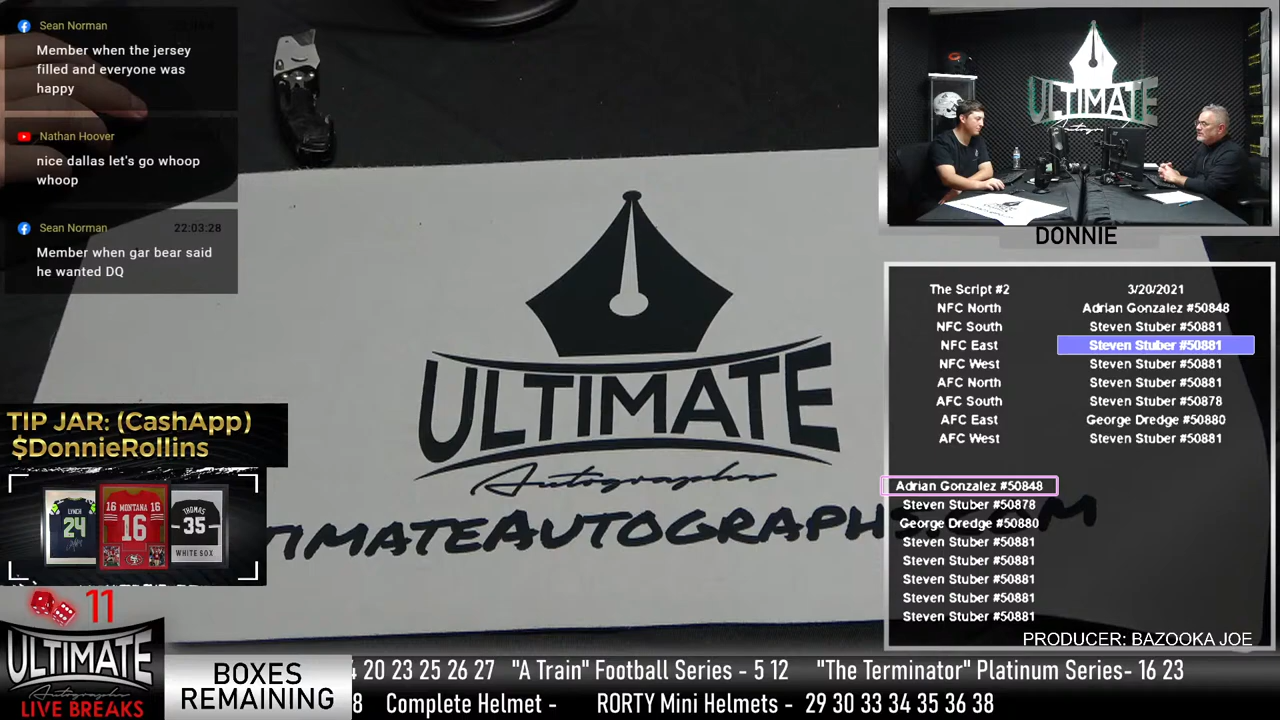 Sean Norman
Member when the jersey
filled and everyone was
happy
Nathan Hoover
nice dallas let's go whoop
whoop
Sean Norman 22:03:28
Member when gar bear said
he wanted DQ
TIP JAR: (CashApp)
$DonnieRollins
LYNCH
24
16 MONTANA 16
16
THOMAS
35
WHITE SOX
11
ULTIMATE
Autographs
LIVE BREAKS
BOXES
REMAINING
ULTIMATE
Autographs
TIMATEAUTOGRAPH
M
ULTIMATE
Autographs
DONNIE
The Script #2 3/20/2021
NFC North Adrian Gonzalez #50848
NFC South Steven Stuber #50881
NFC East Steven Stuber #50881
NFC West Steven Stuber #50881
AFC North Steven Stuber #50881
AFC South Steven Stuber #50878
AFC East George Dredge #50880
AFC West Steven Stuber #50881
Adrian Gonzalez #50848
Steven Stuber #50878
George Dredge #50880
Steven Stuber #50881
Steven Stuber #50881
Steven Stuber #50881
Steven Stuber #50881
Steven Stuber #50881
PRODUCER: BAZOOKA JOE
20 23 25 26 27 "A Train" Football Series - 5 12 "The Terminator" Platinum Series- 16 23
8 Complete Helmet - RORTY Mini Helmets - 29 30 33 34 35 36 38